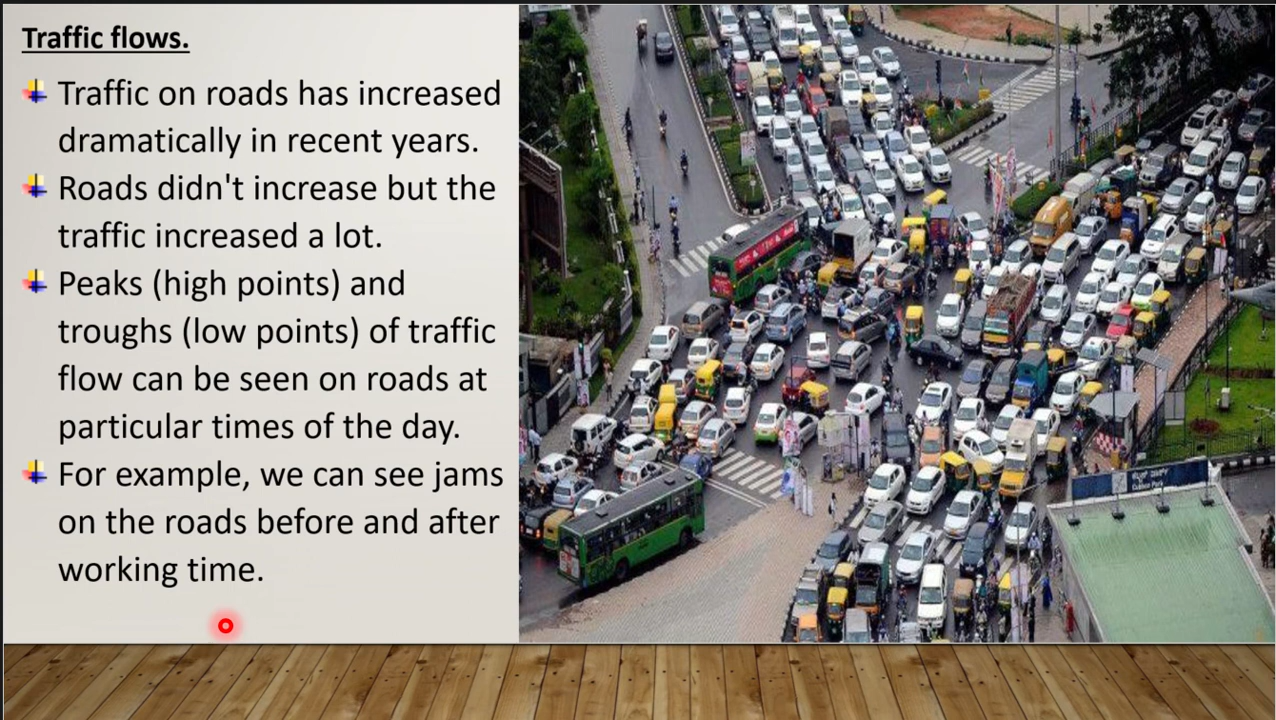 Traffic flows.
Traffic on roads has increased
dramatically in recent years.
Roads didn't increase but the
traffic increased a lot.
Peaks (high points) and
troughs (low points) of traffic
flow can be seen on roads at
particular times of the day.
For example, we can see jams
on the roads before and after
working time.
Cubbon Park